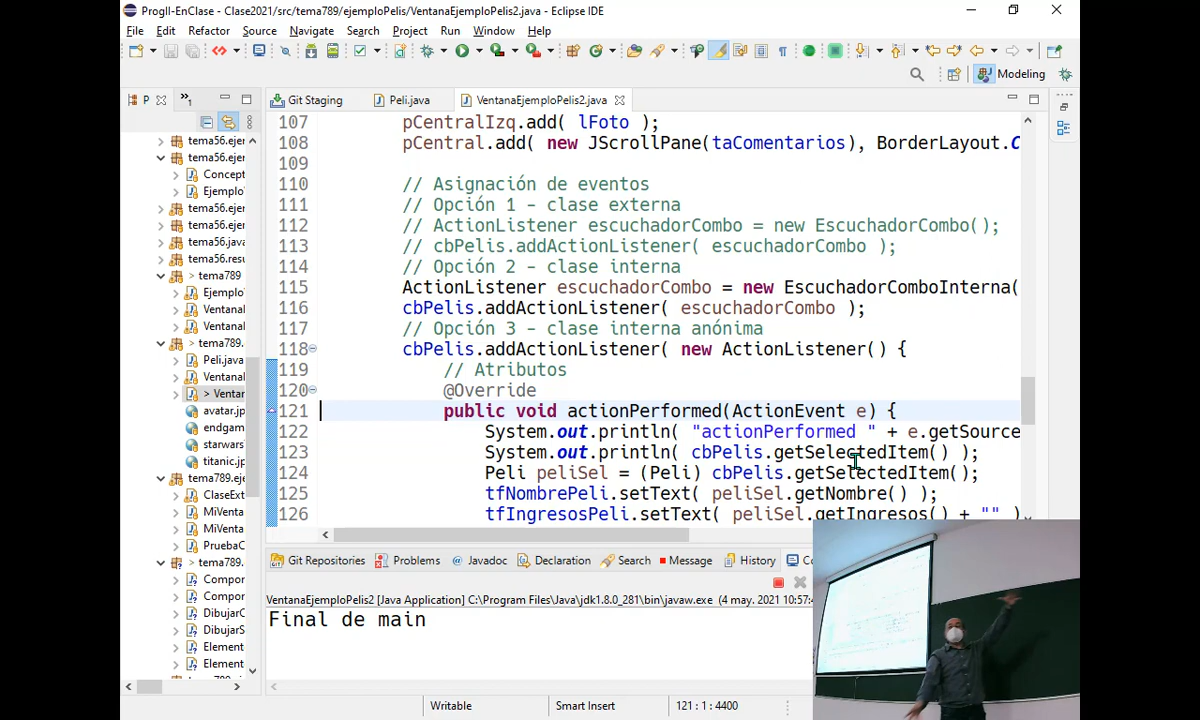 ProgII-EnClase - Clase2021/src/tema789/ejemploPelis/VentanaEjemploPelis2.java - Eclipse IDE
File Edit Refactor Source Navigate Search Project Run Window Help
Modeling
P
1
Git Staging
Peli.java
VentanaEjemploPelis2.java
tema56.ejer
tema56.ejer
Concept
Ejemplo
tema56.ejer
tema56.ejer
tema56.java
tema56.resu
> tema789
Ejemplo
Ventana
Ventanal
> tema789.
Peli.java
Ventanal
> Ventar
avatar.jp
endgam
starwars
titanic.jp
tema789.eje
ClaseExt
MiVenta
MiVenta
PruebaC
> tema789.
Compor
Compor
DibujarC
DibujarS
Element
Element
107 pCentralIzq.add( lFoto );
108 pCentral.add( new JScrollPane(taComentarios), BorderLayout.C
109
110 // Asignación de eventos
111 // Opción 1 - clase externa
112 // ActionListener escuchadorCombo = new EscuchadorCombo();
113 // cbPelis.addActionListener( escuchadorCombo );
114 // Opción 2 - clase interna
115 ActionListener escuchadorCombo = new EscuchadorComboInterna(
116 cbPelis.addActionListener( escuchadorCombo );
117 // Opción 3 - clase interna anónima
118 cbPelis.addActionListener( new ActionListener() {
119 // Atributos
120 @Override
121 public void actionPerformed(ActionEvent e) {
122 System.out.println( "actionPerformed " + e.getSource
123 System.out.println( cbPelis.getSelectedItem() );
124 Peli peliSel = (Peli) cbPelis.getSelectedItem();
125 tfNombrePeli.setText( peliSel.getNombre() );
126 tfIngresosPeli.setText( peliSel.getIngresos() + "" )
Git Repositories Problems Javadoc Declaration Search Message History Co
VentanaEjemploPelis2 [Java Application] C:\Program Files\Java\jdk1.8.0_281\bin\javaw.exe (4 may. 2021 10:57:4
Final de main
Writable Smart Insert 121 : 1 : 4400